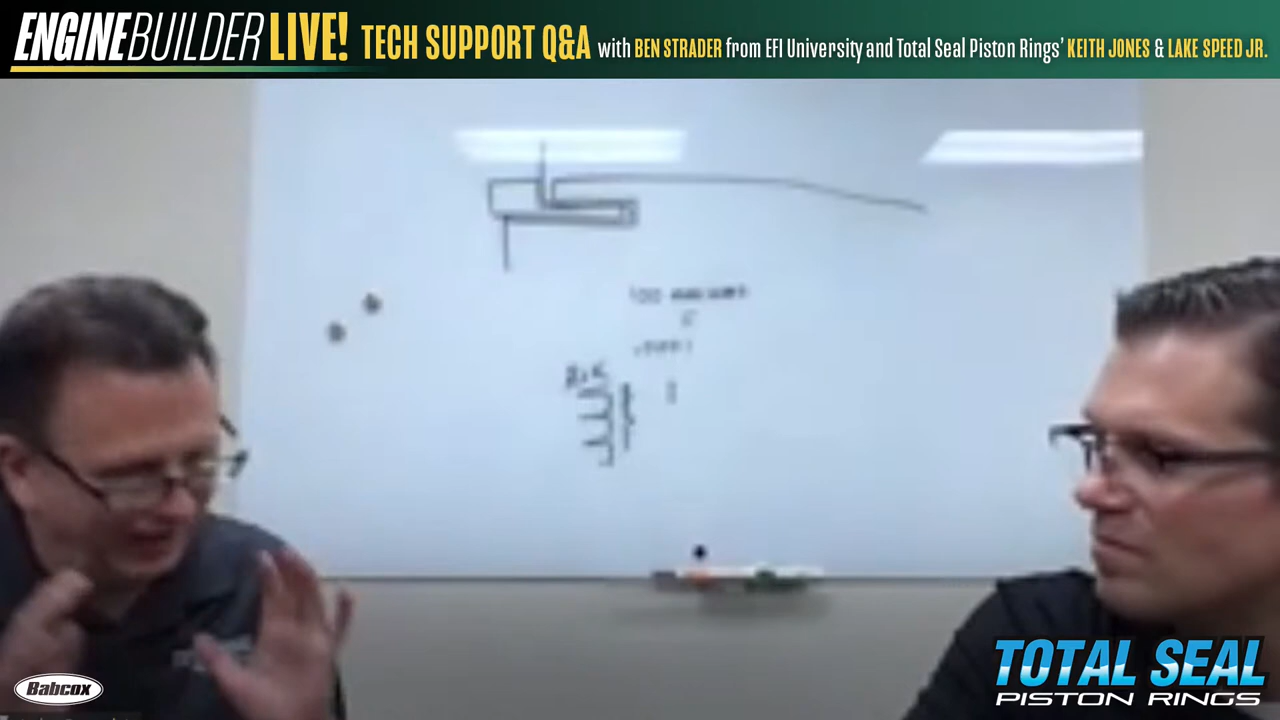 ENGINEBUILDER LIVE! TECH SUPPORT Q&A with BEN STRADER from EFI University and Total Seal Piston Rings' KEITH JONES & LAKE SPEED JR.
100
Babcox
TOTAL SEAL
PISTON RINGS